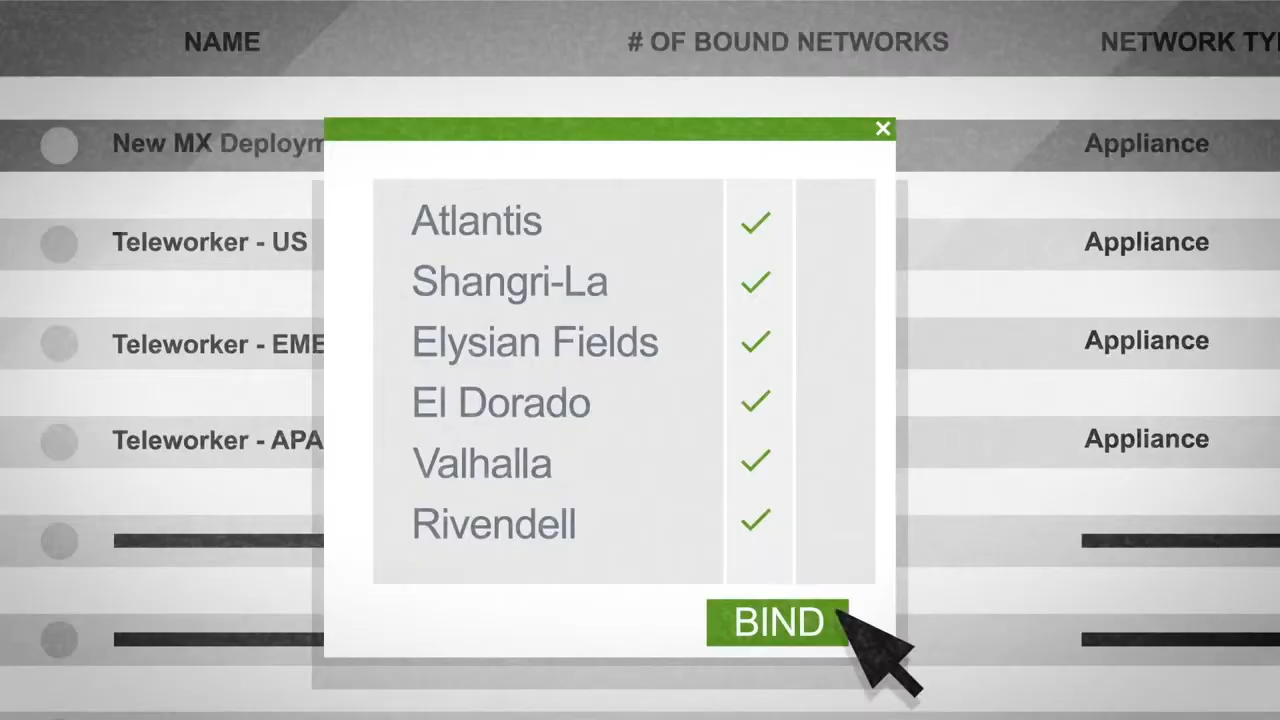 NAME
# OF BOUND NETWORKS
NETWORK TY
New MX Deploym
Appliance
Teleworker - US
Appliance
Teleworker - EME
Appliance
Teleworker - APA
Appliance
Atlantis
Shangri-La
Elysian Fields
El Dorado
Valhalla
Rivendell
BIND